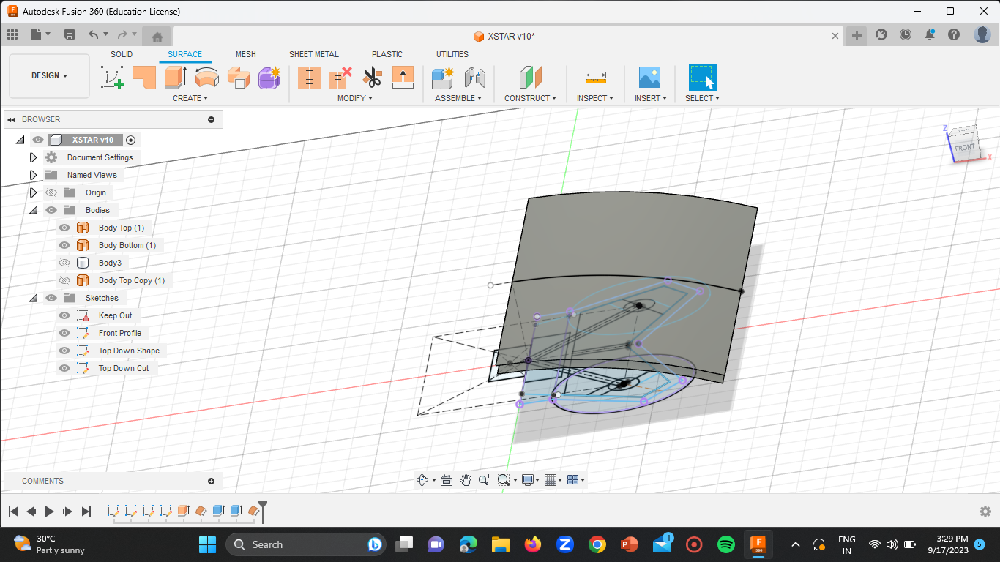 Autodesk Fusion 360 (Education License)
XSTAR v10*
SOLID SURFACE MESH SHEET METAL PLASTIC UTILITIES
DESIGN
CREATE MODIFY ASSEMBLE CONSTRUCT INSPECT INSERT SELECT
BROWSER
XSTAR v10
Document Settings
Named Views
Origin
Bodies
Body Top (1)
Body Bottom (1)
Body3
Body Top Copy (1)
Sketches
Keep Out
Front Profile
Top Down Shape
Top Down Cut
Z
FRONT
X
COMMENTS
30°C
Partly sunny
Search
1
F
360
ENG
IN
3:29 PM
9/17/2023
5